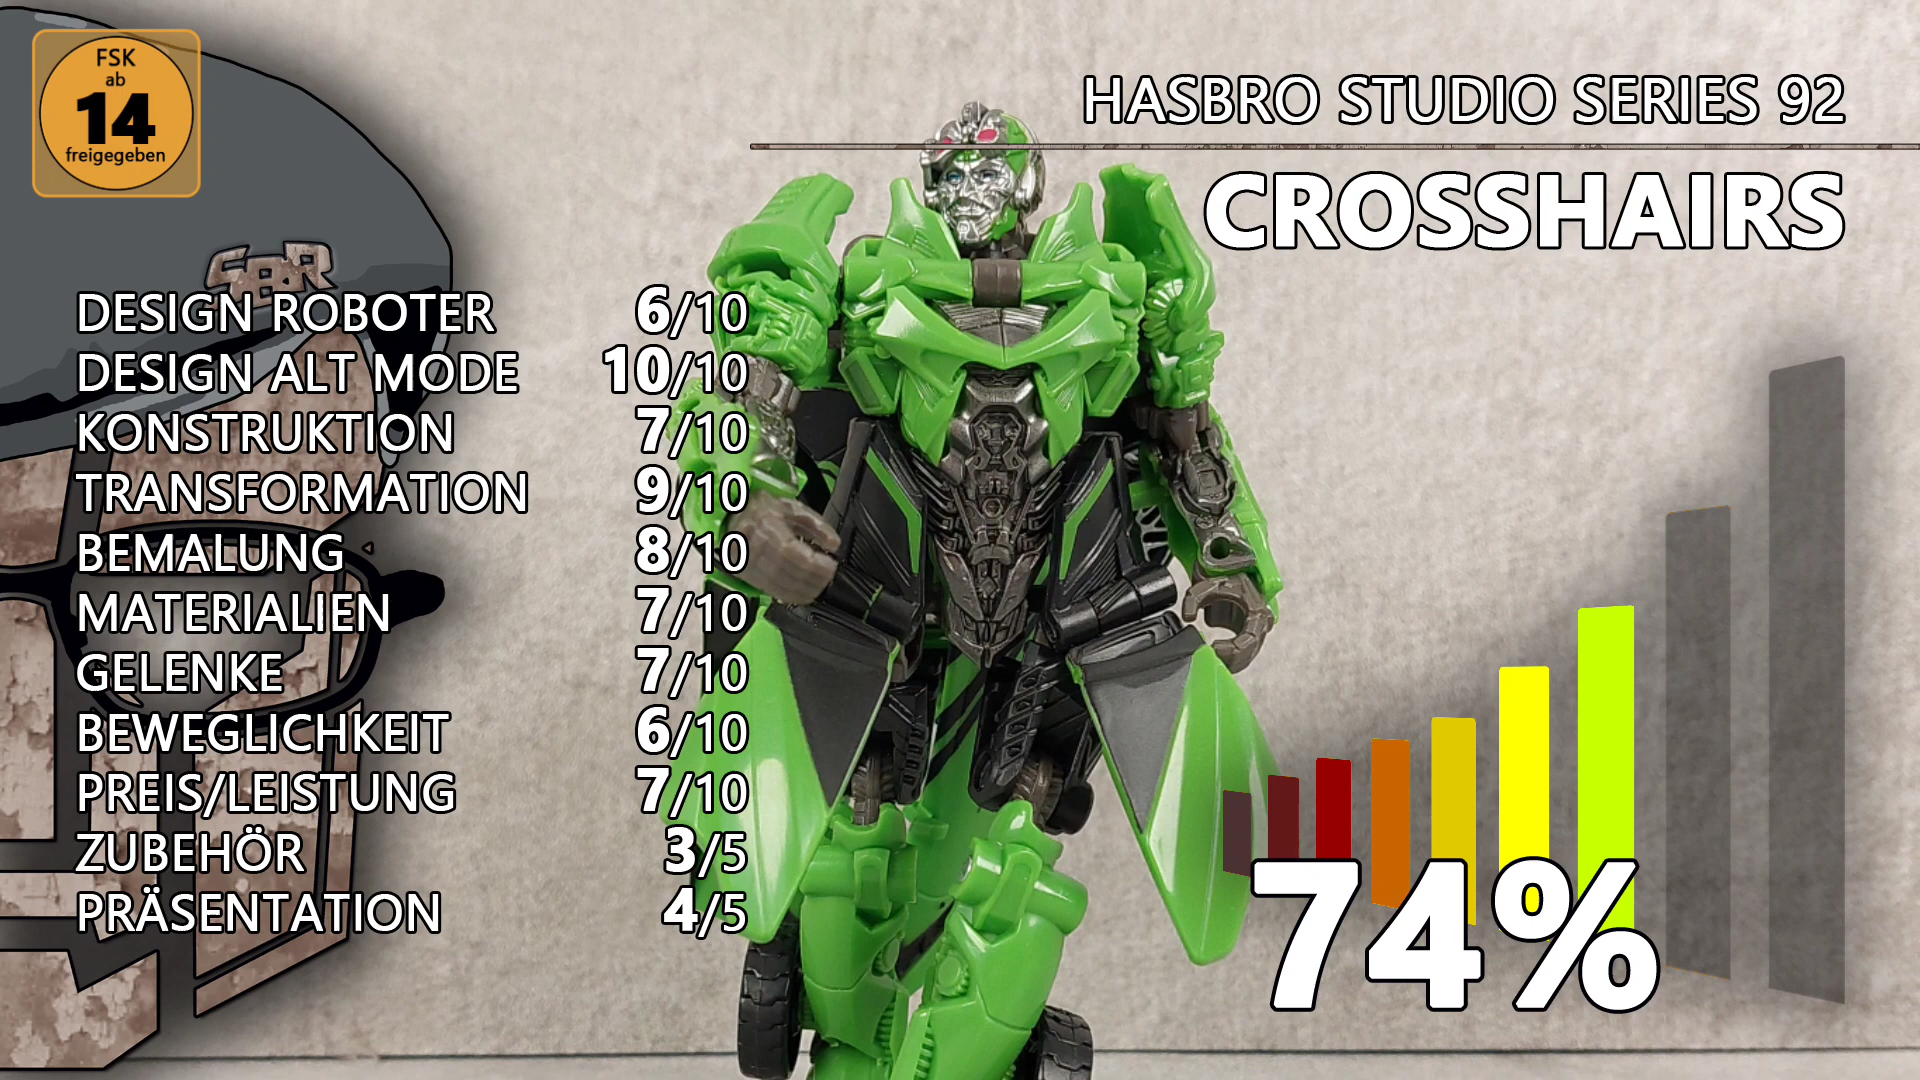 FSK
ab
14
freigegeben
HASBRO STUDIO SERIES 92
CROSSHAIRS
SBR
DESIGN ROBOTER 6/10
DESIGN ALT MODE 10/10
KONSTRUKTION 7/10
TRANSFORMATION 9/10
BEMALUNG 8/10
MATERIALIEN 7/10
GELENKE 7/10
BEWEGLICHKEIT 6/10
PREIS/LEISTUNG 7/10
ZUBEHÖR 3/5
PRÄSENTATION 4/5
74%